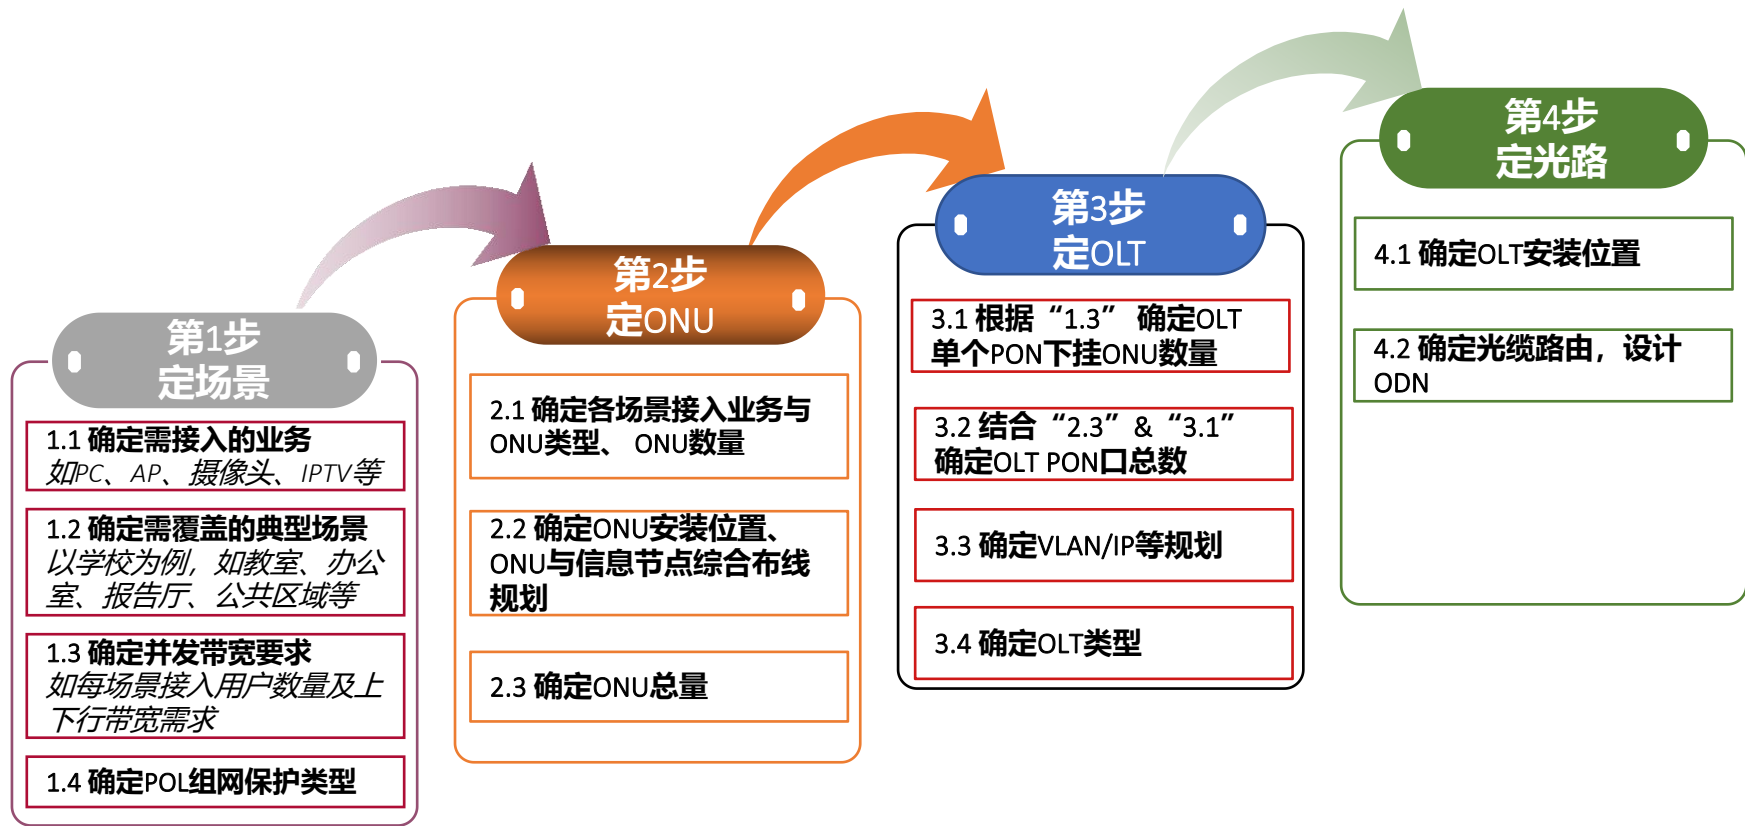 第1步
定场景
1.1 确定需接入的业务
如PC、AP、摄像头、IPTV等
1.2 确定需覆盖的典型场景
以学校为例，如教室、办公
室、报告厅、公共区域等
1.3 确定并发带宽要求
如每场景接入用户数量及上
下行带宽需求
1.4 确定POL组网保护类型
第2步
定ONU
2.1 确定各场景接入业务与
ONU类型、 ONU数量
2.2 确定ONU安装位置、
ONU与信息节点综合布线
规划
2.3 确定ONU总量
第3步
定OLT
3.1 根据“1.3” 确定OLT
单个PON下挂ONU数量
3.2 结合“2.3”&“3.1”
确定OLT PON口总数
3.3 确定VLAN/IP等规划
3.4 确定OLT类型
第4步
定光路
4.1 确定OLT安装位置
4.2 确定光缆路由，设计
ODN